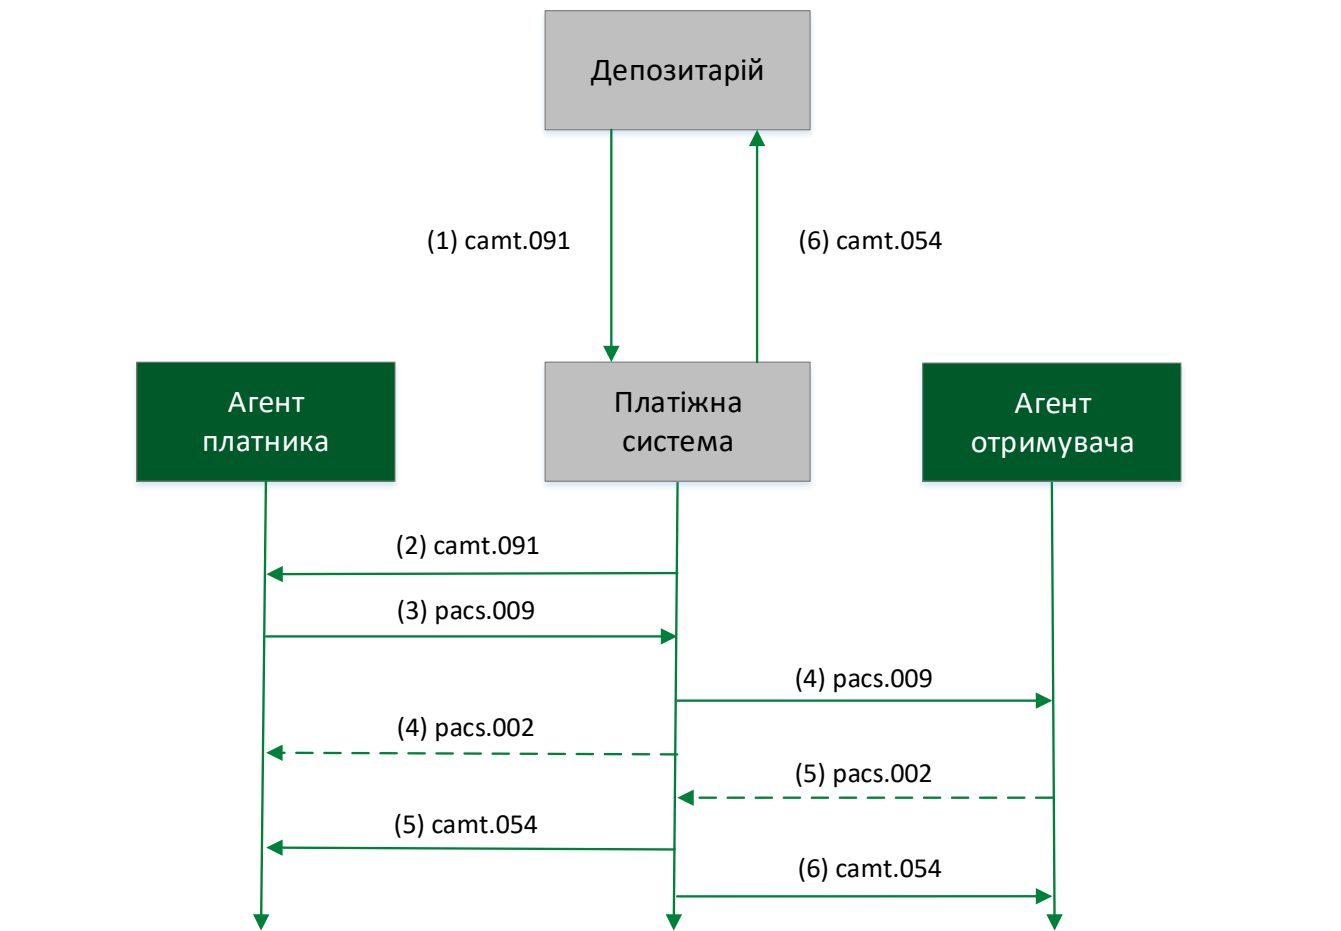 Депозитарій
(1) camt.091
(6) camt.054
Агент
платника
Платіжна
система
Агент
отримувача
(2) camt.091
(3) pacs.009
(4) pacs.009
(4) pacs.002
(5) pacs.002
(5) camt.054
(6) camt.054